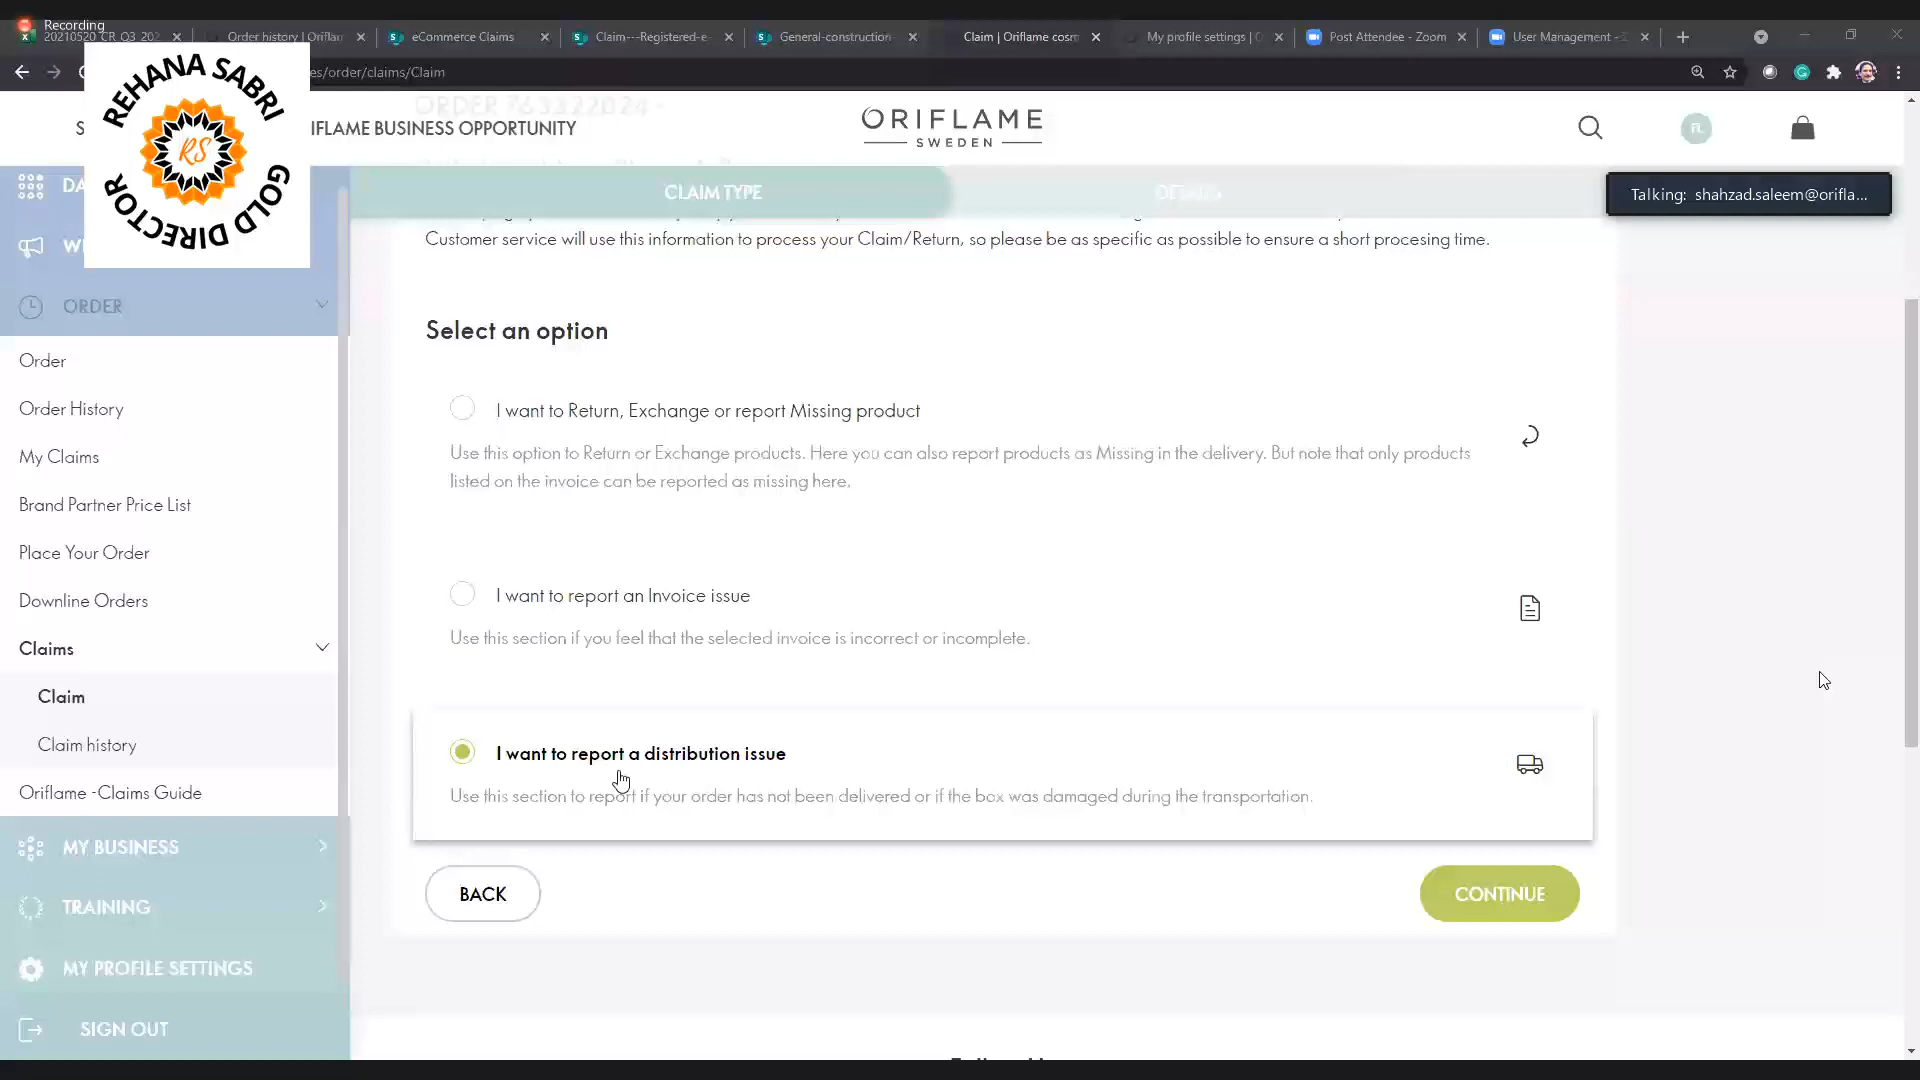 Recording
20210520_CR_Q3_202
Order history | Oriflam
eCommerce Claims
Claim---Registered-e-
General-construction-
Claim | Oriflame cosm
My profile settings |
Post Attendee - Zoom
User Management - Z
es/order/claims/Claim
REHANA SABRI
RS
GOLD DIRECTOR
S
IFLAME BUSINESS OPPORTUNITY
ORIFLAME
SWEDEN
FL
ORDER 763322024 -
CLAIM TYPE
DETAILS
Talking: shahzad.saleem@orifla...
Customer service will use this information to process your Claim/Return, so please be as specific as possible to ensure a short procesing time.
DA
W
ORDER
Order
Order History
My Claims
Brand Partner Price List
Place Your Order
Downline Orders
Claims
Claim
Claim history
Oriflame -Claims Guide
MY BUSINESS
TRAINING
MY PROFILE SETTINGS
SIGN OUT
Select an option
I want to Return, Exchange or report Missing product
Use this option to Return or Exchange products. Here you can also report products as Missing in the delivery. But note that only products
listed on the invoice can be reported as missing here.
I want to report an Invoice issue
Use this section if you feel that the selected invoice is incorrect or incomplete.
I want to report a distribution issue
Use this section to report if your order has not been delivered or if the box was damaged during the transportation.
BACK
CONTINUE